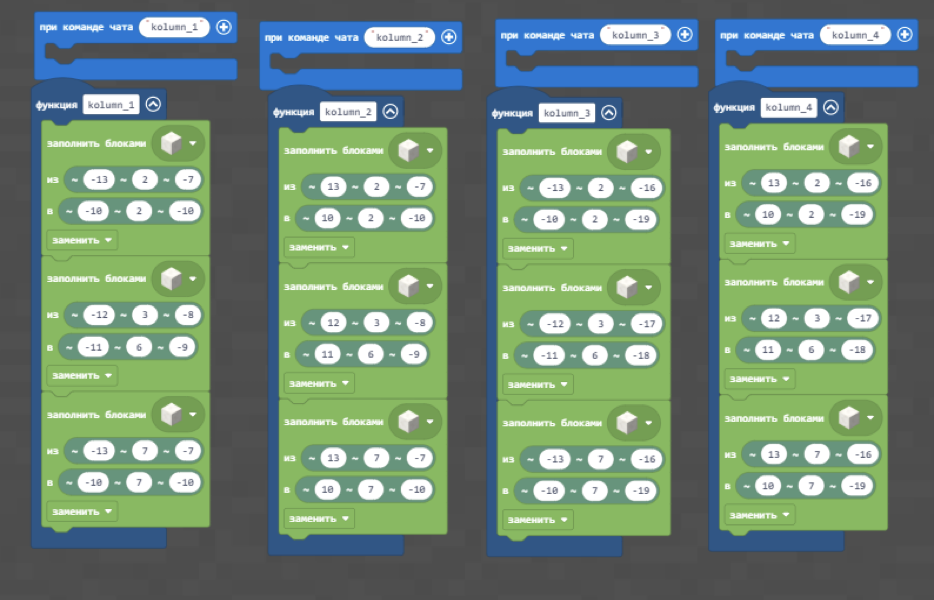 при команде чата "kolumn_1"
функция kolumn_1
заполнить блоками
из ~ -13 ~ 2 ~ -7
в ~ -10 ~ 2 ~ -10
заменить
заполнить блоками
из ~ -12 ~ 3 ~ -8
в ~ -11 ~ 6 ~ -9
заменить
заполнить блоками
из ~ -13 ~ 7 ~ -7
в ~ -10 ~ 7 ~ -10
заменить
при команде чата "kolumn_2"
функция kolumn_2
заполнить блоками
из ~ 13 ~ 2 ~ -7
в ~ 10 ~ 2 ~ -10
заменить
заполнить блоками
из ~ 12 ~ 3 ~ -8
в ~ 11 ~ 6 ~ -9
заменить
заполнить блоками
из ~ 13 ~ 7 ~ -7
в ~ 10 ~ 7 ~ -10
заменить
при команде чата "kolumn_3"
функция kolumn_3
заполнить блоками
из ~ -13 ~ 2 ~ -16
в ~ -10 ~ 2 ~ -19
заменить
заполнить блоками
из ~ -12 ~ 3 ~ -17
в ~ -11 ~ 6 ~ -18
заменить
заполнить блоками
из ~ -13 ~ 7 ~ -16
в ~ -10 ~ 7 ~ -19
заменить
при команде чата "kolumn_4"
функция kolumn_4
заполнить блоками
из ~ 13 ~ 2 ~ -16
в ~ 10 ~ 2 ~ -19
заменить
заполнить блоками
из ~ 12 ~ 3 ~ -17
в ~ 11 ~ 6 ~ -18
заменить
заполнить блоками
из ~ 13 ~ 7 ~ -16
в ~ 10 ~ 7 ~ -19
заменить